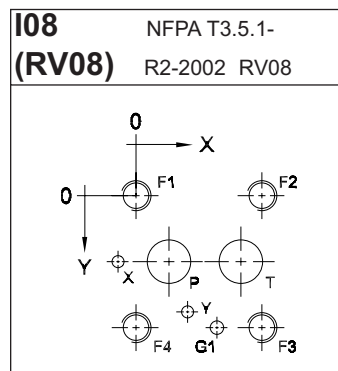 I08 NFPA T3.5.1-
(RV08) R2-2002 RV08
0
X
F1 F2
0
Y X P T
Y
F4 G1 F3